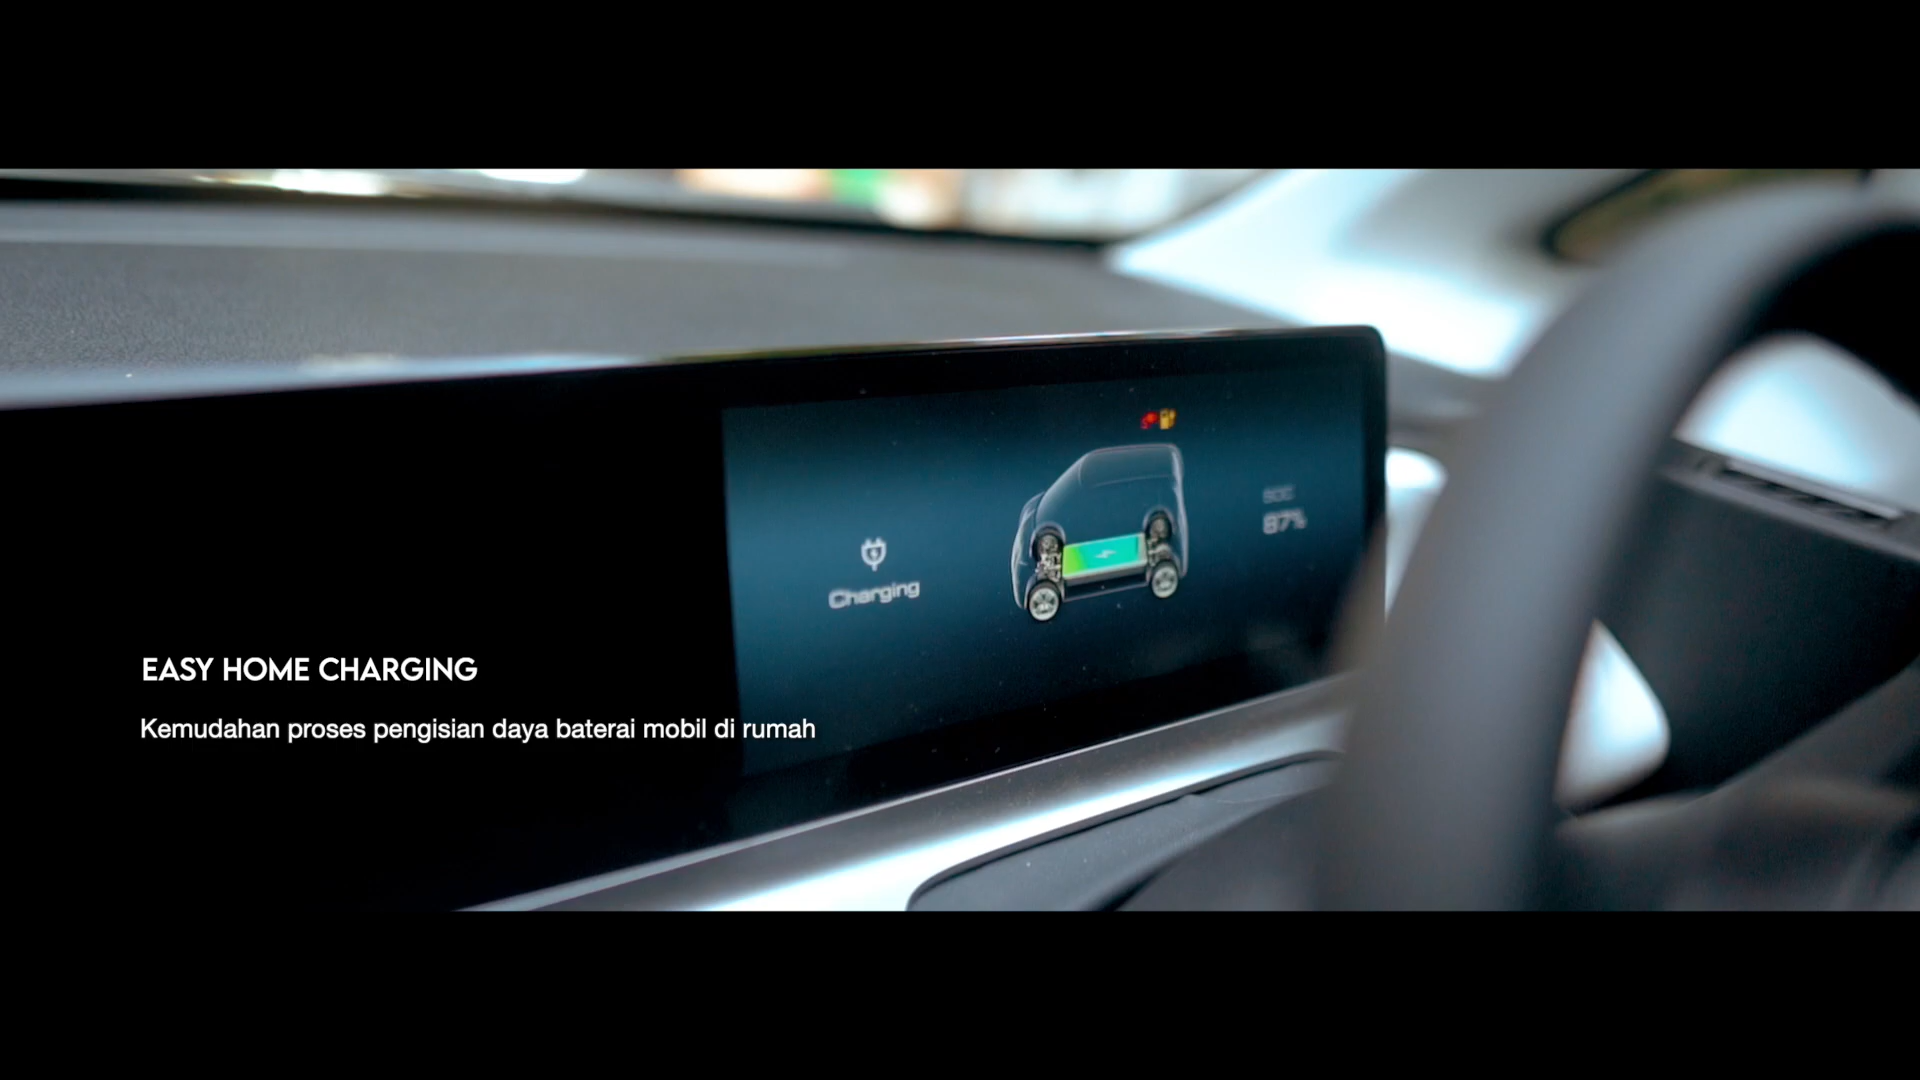 Charging
SOC
87%
EASY HOME CHARGING
Kemudahan proses pengisian daya baterai mobil di rumah